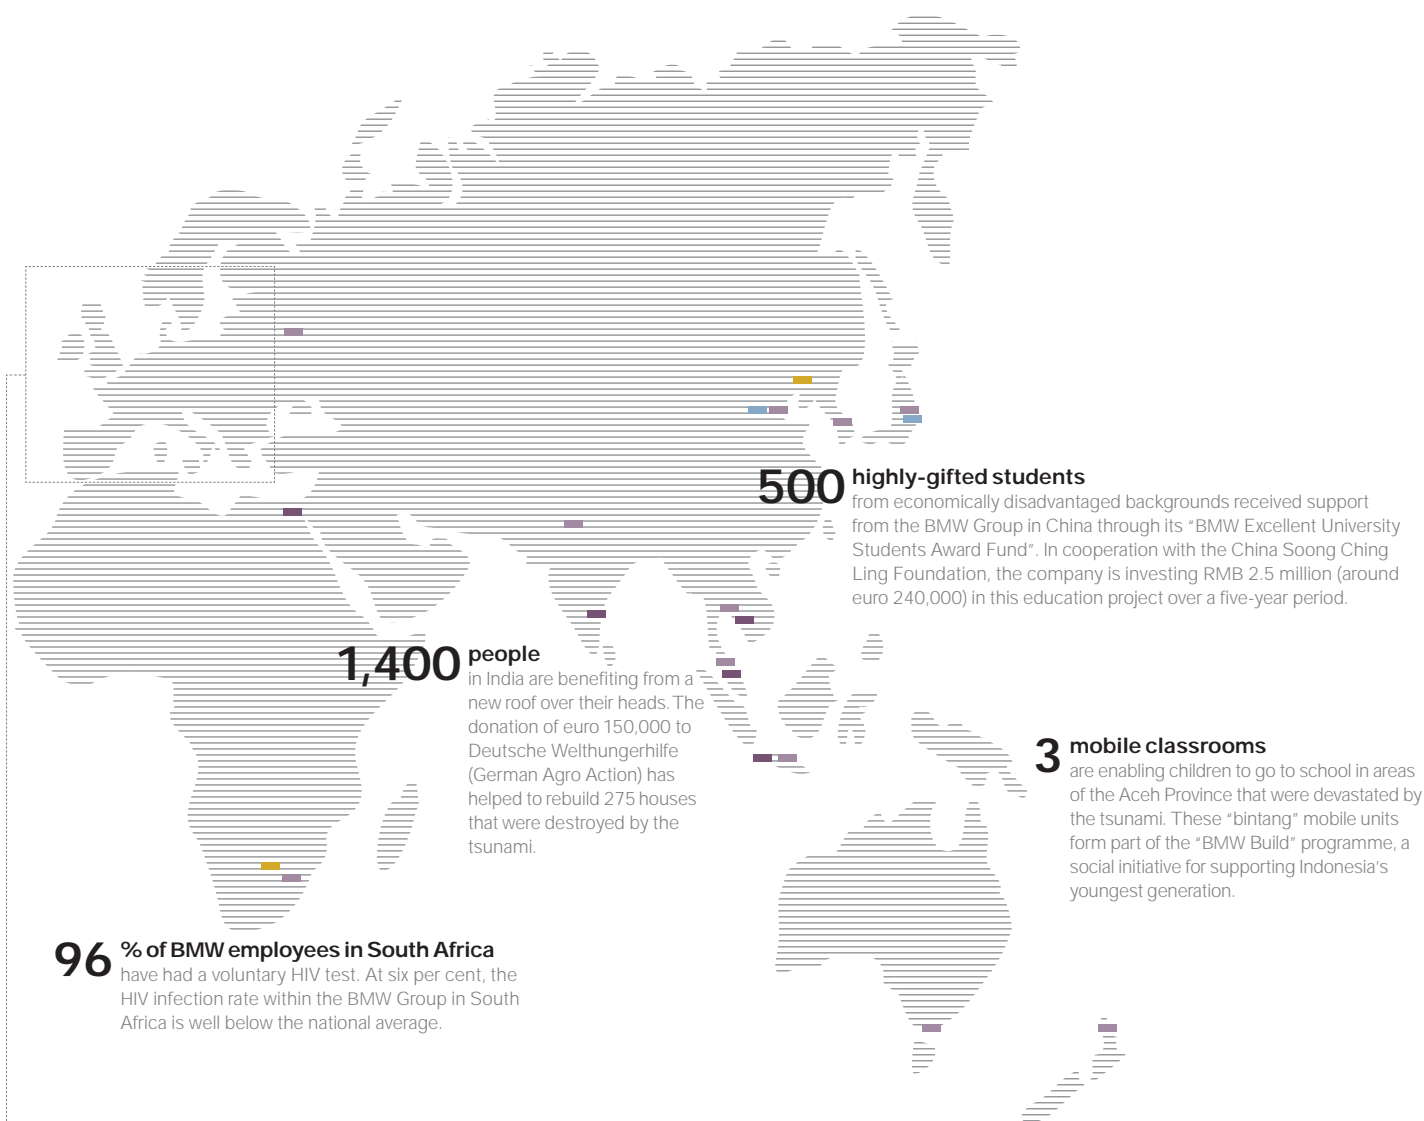 500 highly-gifted students
from economically disadvantaged backgrounds received support
from the BMW Group in China through its “BMW Excellent University
Students Award Fund”. In cooperation with the China Soong Ching
Ling Foundation, the company is investing RMB 2.5 million (around
euro 240,000) in this education project over a five-year period.
1,400 people
in India are benefiting from a
new roof over their heads. The
donation of euro 150,000 to
Deutsche Welthungerhilfe
(German Agro Action) has
helped to rebuild 275 houses
that were destroyed by the
tsunami.
3 mobile classrooms
are enabling children to go to school in areas
of the Aceh Province that were devastated by
the tsunami. These “bintang” mobile units
form part of the “BMW Build” programme, a
social initiative for supporting Indonesia’s
youngest generation.
96 % of BMW employees in South Africa
have had a voluntary HIV test. At six per cent, the
HIV infection rate within the BMW Group in South
Africa is well below the national average.